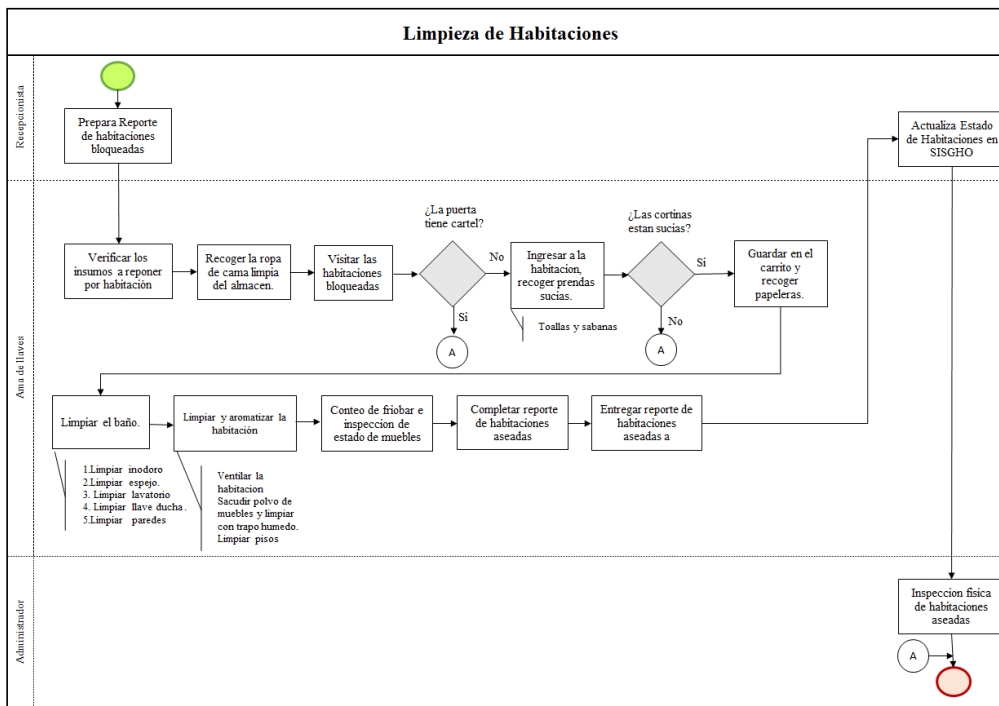 Limpieza de Habitaciones
Recepcionista
Prepara Reporte
de habitaciones
bloqueadas
Actualiza Estado
de Habitaciones en
SISGHO
Ama de llaves
¿La puerta
tiene cartel?
¿Las cortinas
estan sucias?
Verificar los
insumos a reponer
por habitación
Recoger la ropa
de cama limpia
del almacen.
Visitar las
habitaciones
bloqueadas
No
Ingresar a la
habitacion,
recoger prendas
sucias.
Sí
Guardar en el
carrito y
recoger
papeleras.
Sí
Toallas y sabanas
No
A
A
Limpiar el baño.
Limpiar y aromatizar la
habitación
Conteo de friobar e
inspeccion de
estado de muebles
Completar reporte
de habitaciones
aseadas
Entregar reporte de
habitaciones
aseadas a
1.Limpiar inodoro
2.Limpiar espejo.
3. Limpiar lavatorio
4. Limpiar llave ducha.
5.Limpiar paredes
Ventilar la
habitacion
Sacudir polvo de
muebles y limpiar
con trapo humedo.
Limpiar pisos
Administrador
Inspeccion física
de habitaciones
aseadas
A